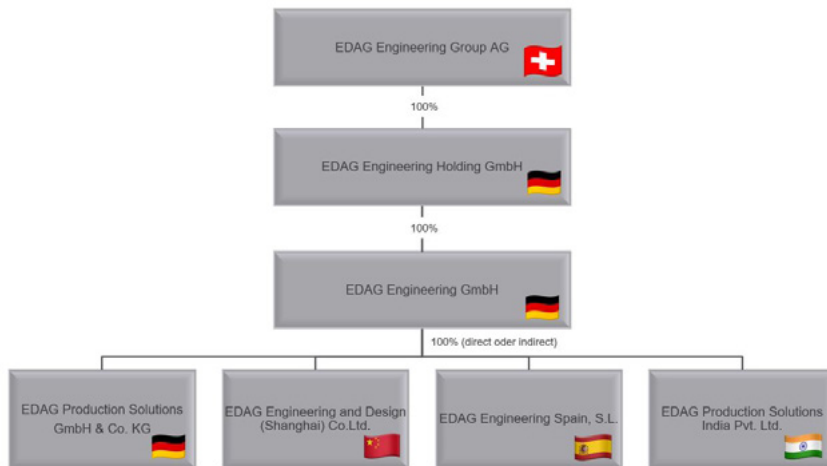 EDAG Engineering Group AG
100%
EDAG Engineering Holding GmbH
100%
EDAG Engineering GmbH
100% (direct oder indirect)
EDAG Production Solutions
GmbH & Co. KG
EDAG Engineering and Design
(Shanghai) Co.Ltd.
EDAG Engineering Spain, S.L.
EDAG Production Solutions
India Pvt. Ltd.